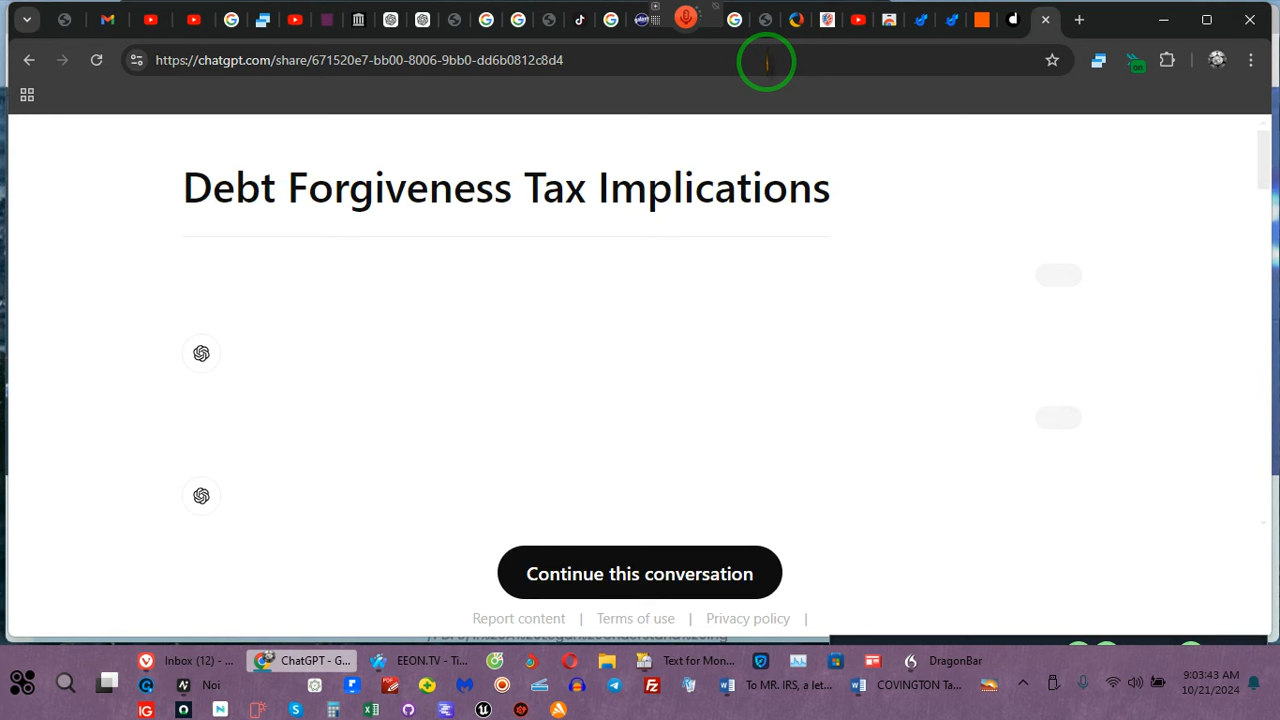 https://chatgpt.com/share/671520e7-bb00-8006-9bb0-dd6b0812c8d4
on
Debt Forgiveness Tax Implications
Continue this conversation
Report content | Terms of use | Privacy policy |
Inbox (12) - ...
ChatGPT - G...
EEON.TV - Ti...
Text for Mon...
DragonBar
9:03:43 AM
Noi
To MR. IRS, a let...
COVINGTON Ta...
10/21/2024